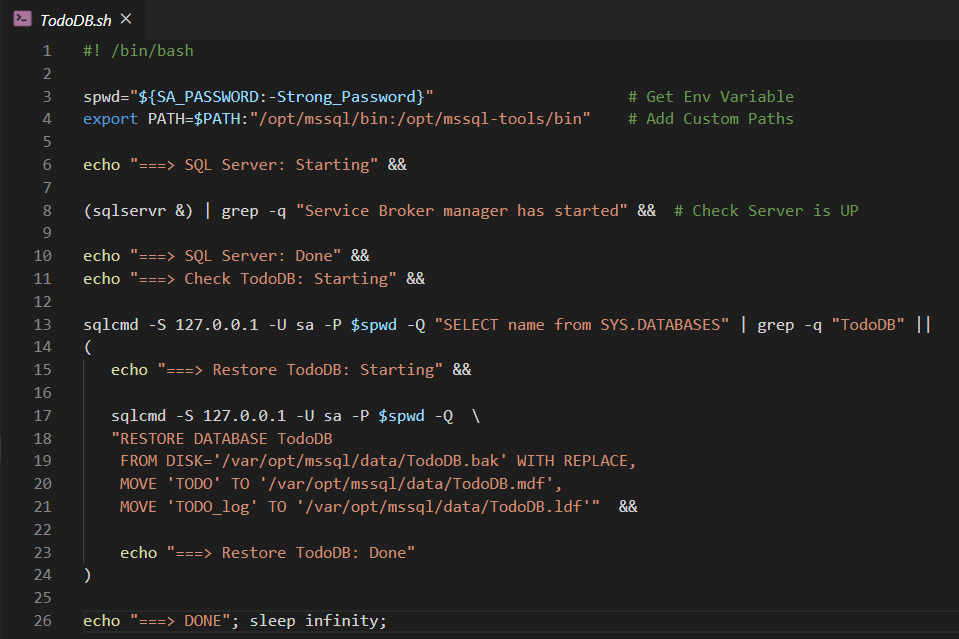 TodoDB.sh ×
1 #! /bin/bash
2
3 spwd="${SA_PASSWORD:-Strong_Password}" # Get Env Variable
4 export PATH=$PATH:"/opt/mssql/bin:/opt/mssql-tools/bin" # Add Custom Paths
5
6 echo "===> SQL Server: Starting" &&
7
8 (sqlservr &) | grep -q "Service Broker manager has started" && # Check Server is UP
9
10 echo "===> SQL Server: Done" &&
11 echo "===> Check TodoDB: Starting" &&
12
13 sqlcmd -S 127.0.0.1 -U sa -P $spwd -Q "SELECT name from SYS.DATABASES" | grep -q "TodoDB" ||
14 (
15 echo "===> Restore TodoDB: Starting" &&
16
17 sqlcmd -S 127.0.0.1 -U sa -P $spwd -Q \
18 "RESTORE DATABASE TodoDB
19 FROM DISK='/var/opt/mssql/data/TodoDB.bak' WITH REPLACE,
20 MOVE 'TODO' TO '/var/opt/mssql/data/TodoDB.mdf',
21 MOVE 'TODO_log' TO '/var/opt/mssql/data/TodoDB.ldf'" &&
22
23 echo "===> Restore TodoDB: Done"
24 )
25
26 echo "===> DONE"; sleep infinity;